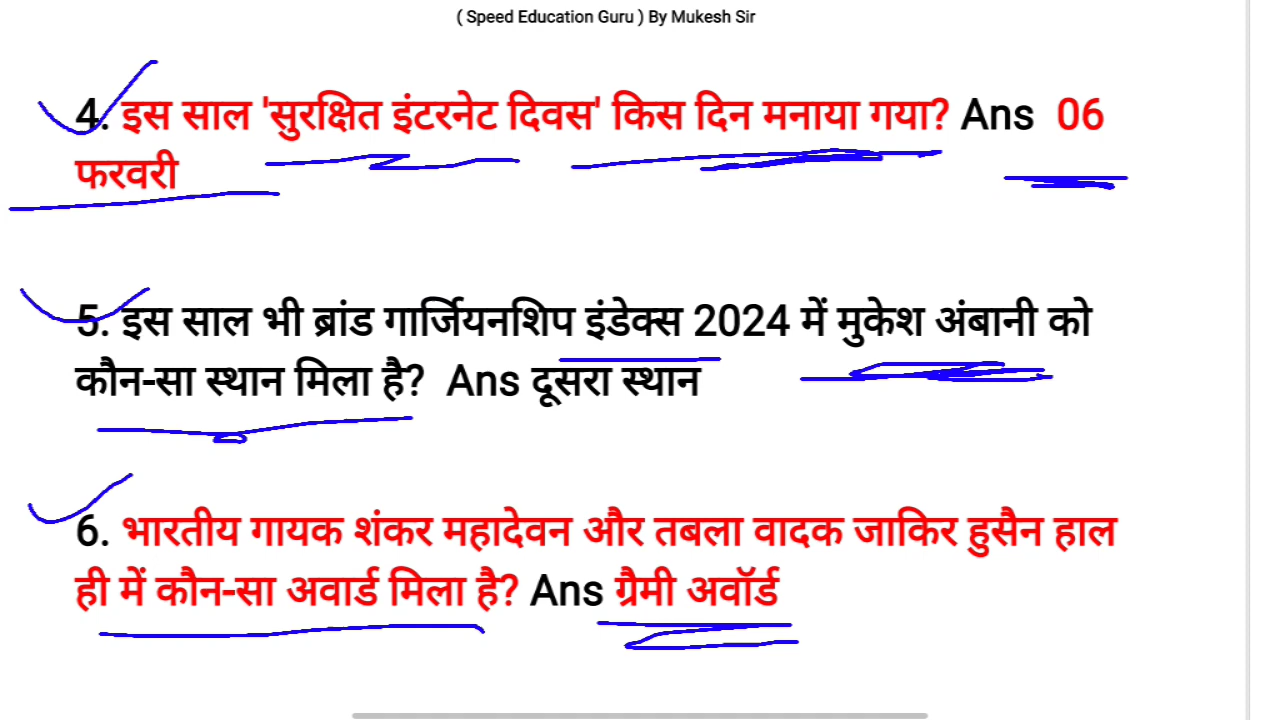 ( Speed Education Guru ) By Mukesh Sir
4. इस साल 'सुरक्षित इंटरनेट दिवस' किस दिन मनाया गया? Ans 06
फरवरी
5. इस साल भी ब्रांड गार्जियनशिप इंडेक्स 2024 में मुकेश अंबानी को
कौन-सा स्थान मिला है? Ans दूसरा स्थान
6. भारतीय गायक शंकर महादेवन और तबला वादक जाकिर हुसैन हाल
ही में कौन-सा अवार्ड मिला है? Ans ग्रैमी अवॉर्ड